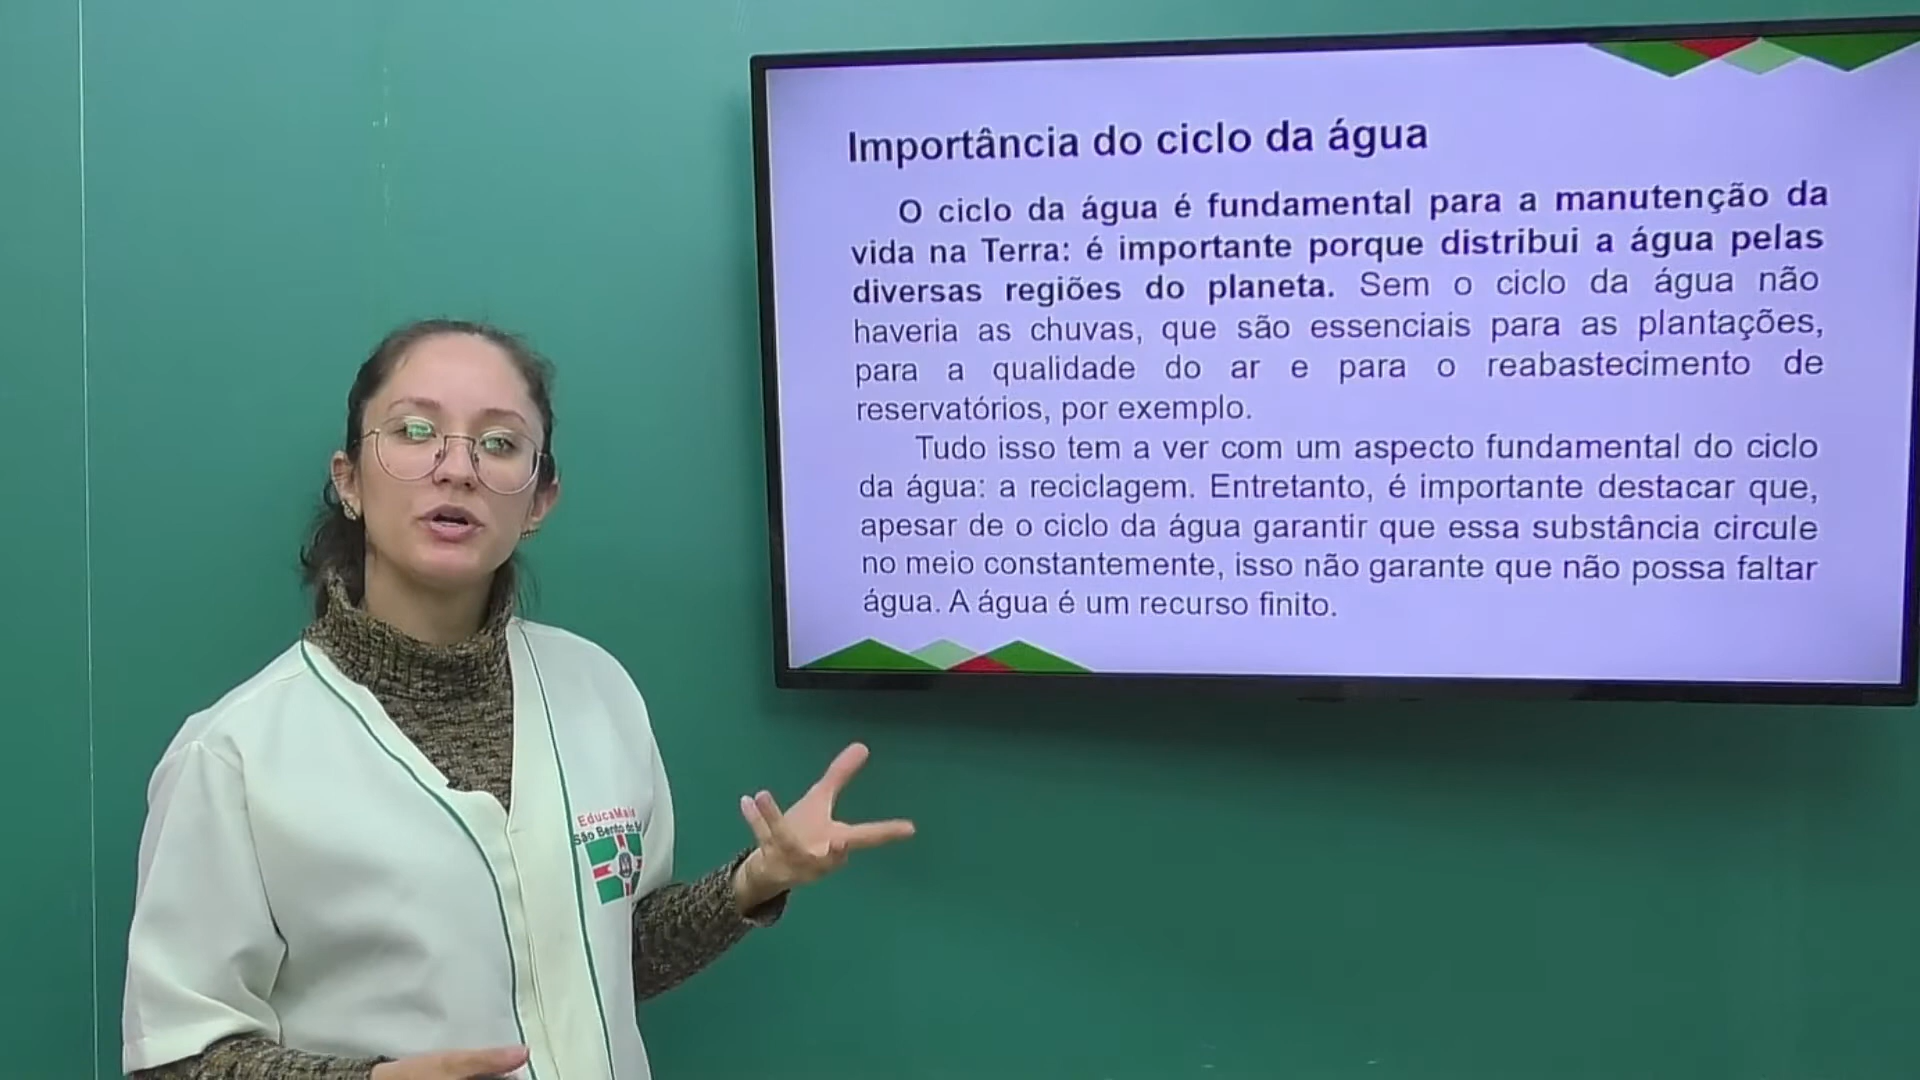 Importância do ciclo da água
O ciclo da água é fundamental para a manutenção da
vida na Terra: é importante porque distribui a água pelas
diversas regiões do planeta. Sem o ciclo da água não
haveria as chuvas, que são essenciais para as plantações,
para a qualidade do ar e para o reabastecimento de
reservatórios, por exemplo.
Tudo isso tem a ver com um aspecto fundamental do ciclo
da água: a reciclagem. Entretanto, é importante destacar que,
apesar de o ciclo da água garantir que essa substância circule
no meio constantemente, isso não garante que não possa faltar
água. A água é um recurso finito.
EducaMais
São Bento do